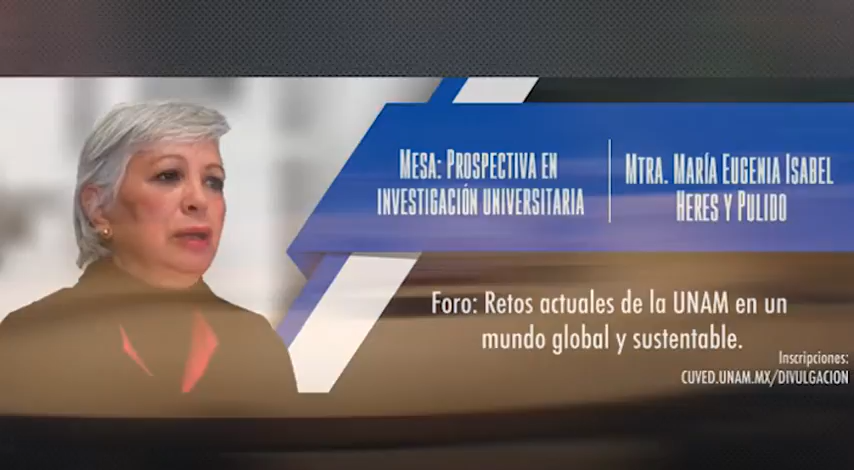 MESA: PROSPECTIVA EN
INVESTIGACIÓN UNIVERSITARIA
MTRA. MARÍA EUGENIA ISABEL
HERES Y PULIDO
Foro: Retos actuales de la UNAM en un
mundo global y sustentable.
Inscripciones:
CUVED.UNAM.MX/DIVULGACION